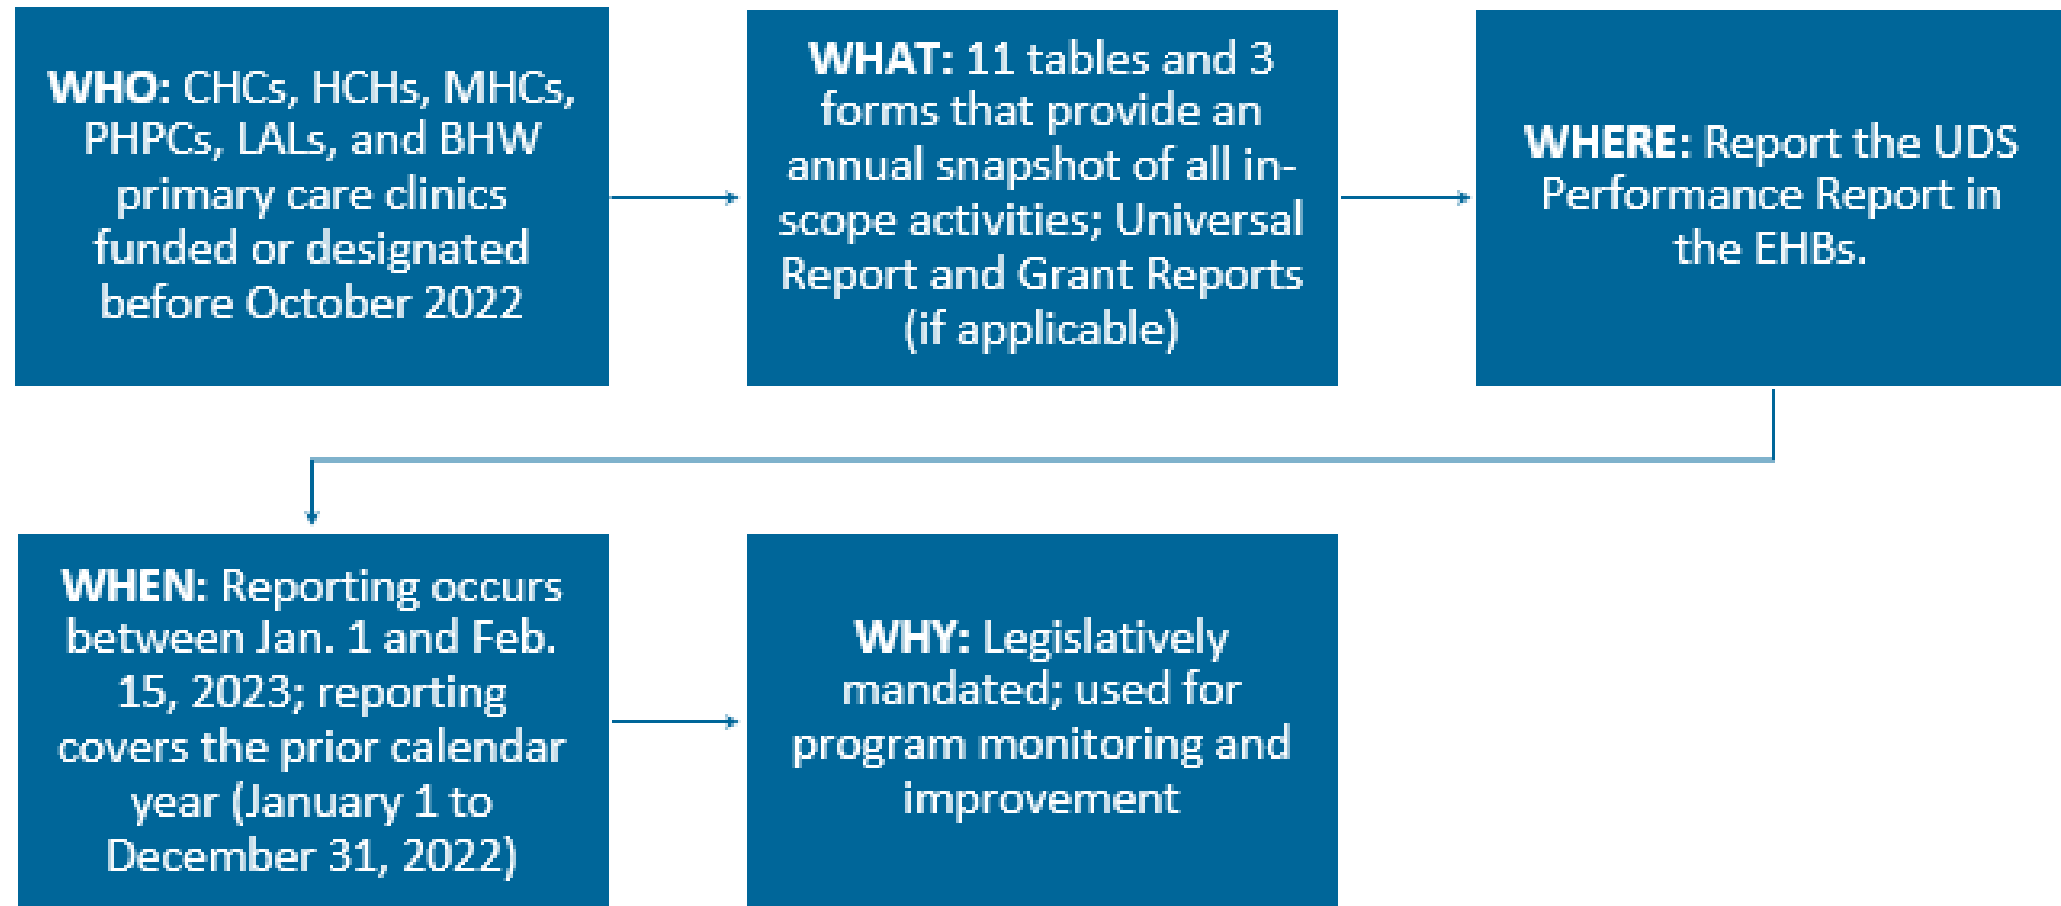 WHO: CHCs, HCHs, MHCs,
PHPCs, LALs, and BHW
primary care clinics
funded or designated
before October 2022
WHAT: 11 tables and 3
forms that provide an
annual snapshot of all in-
scope activities; Universal
Report and Grant Reports
(if applicable)
WHERE: Report the UDS
Performance Report in
the EHBs.
WHEN: Reporting occurs
between Jan. 1 and Feb.
15, 2023; reporting
covers the prior calendar
year (January 1 to
December 31, 2022)
WHY: Legislatively
mandated; used for
program monitoring and
improvement